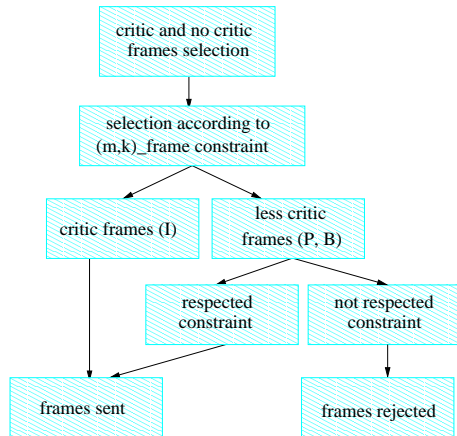 critic and no critic
frames selection
selection according to
(m,k)_frame constraint
critic frames (I)
less critic
frames (P, B)
respected
constraint
not respected
constraint
frames sent
frames rejected